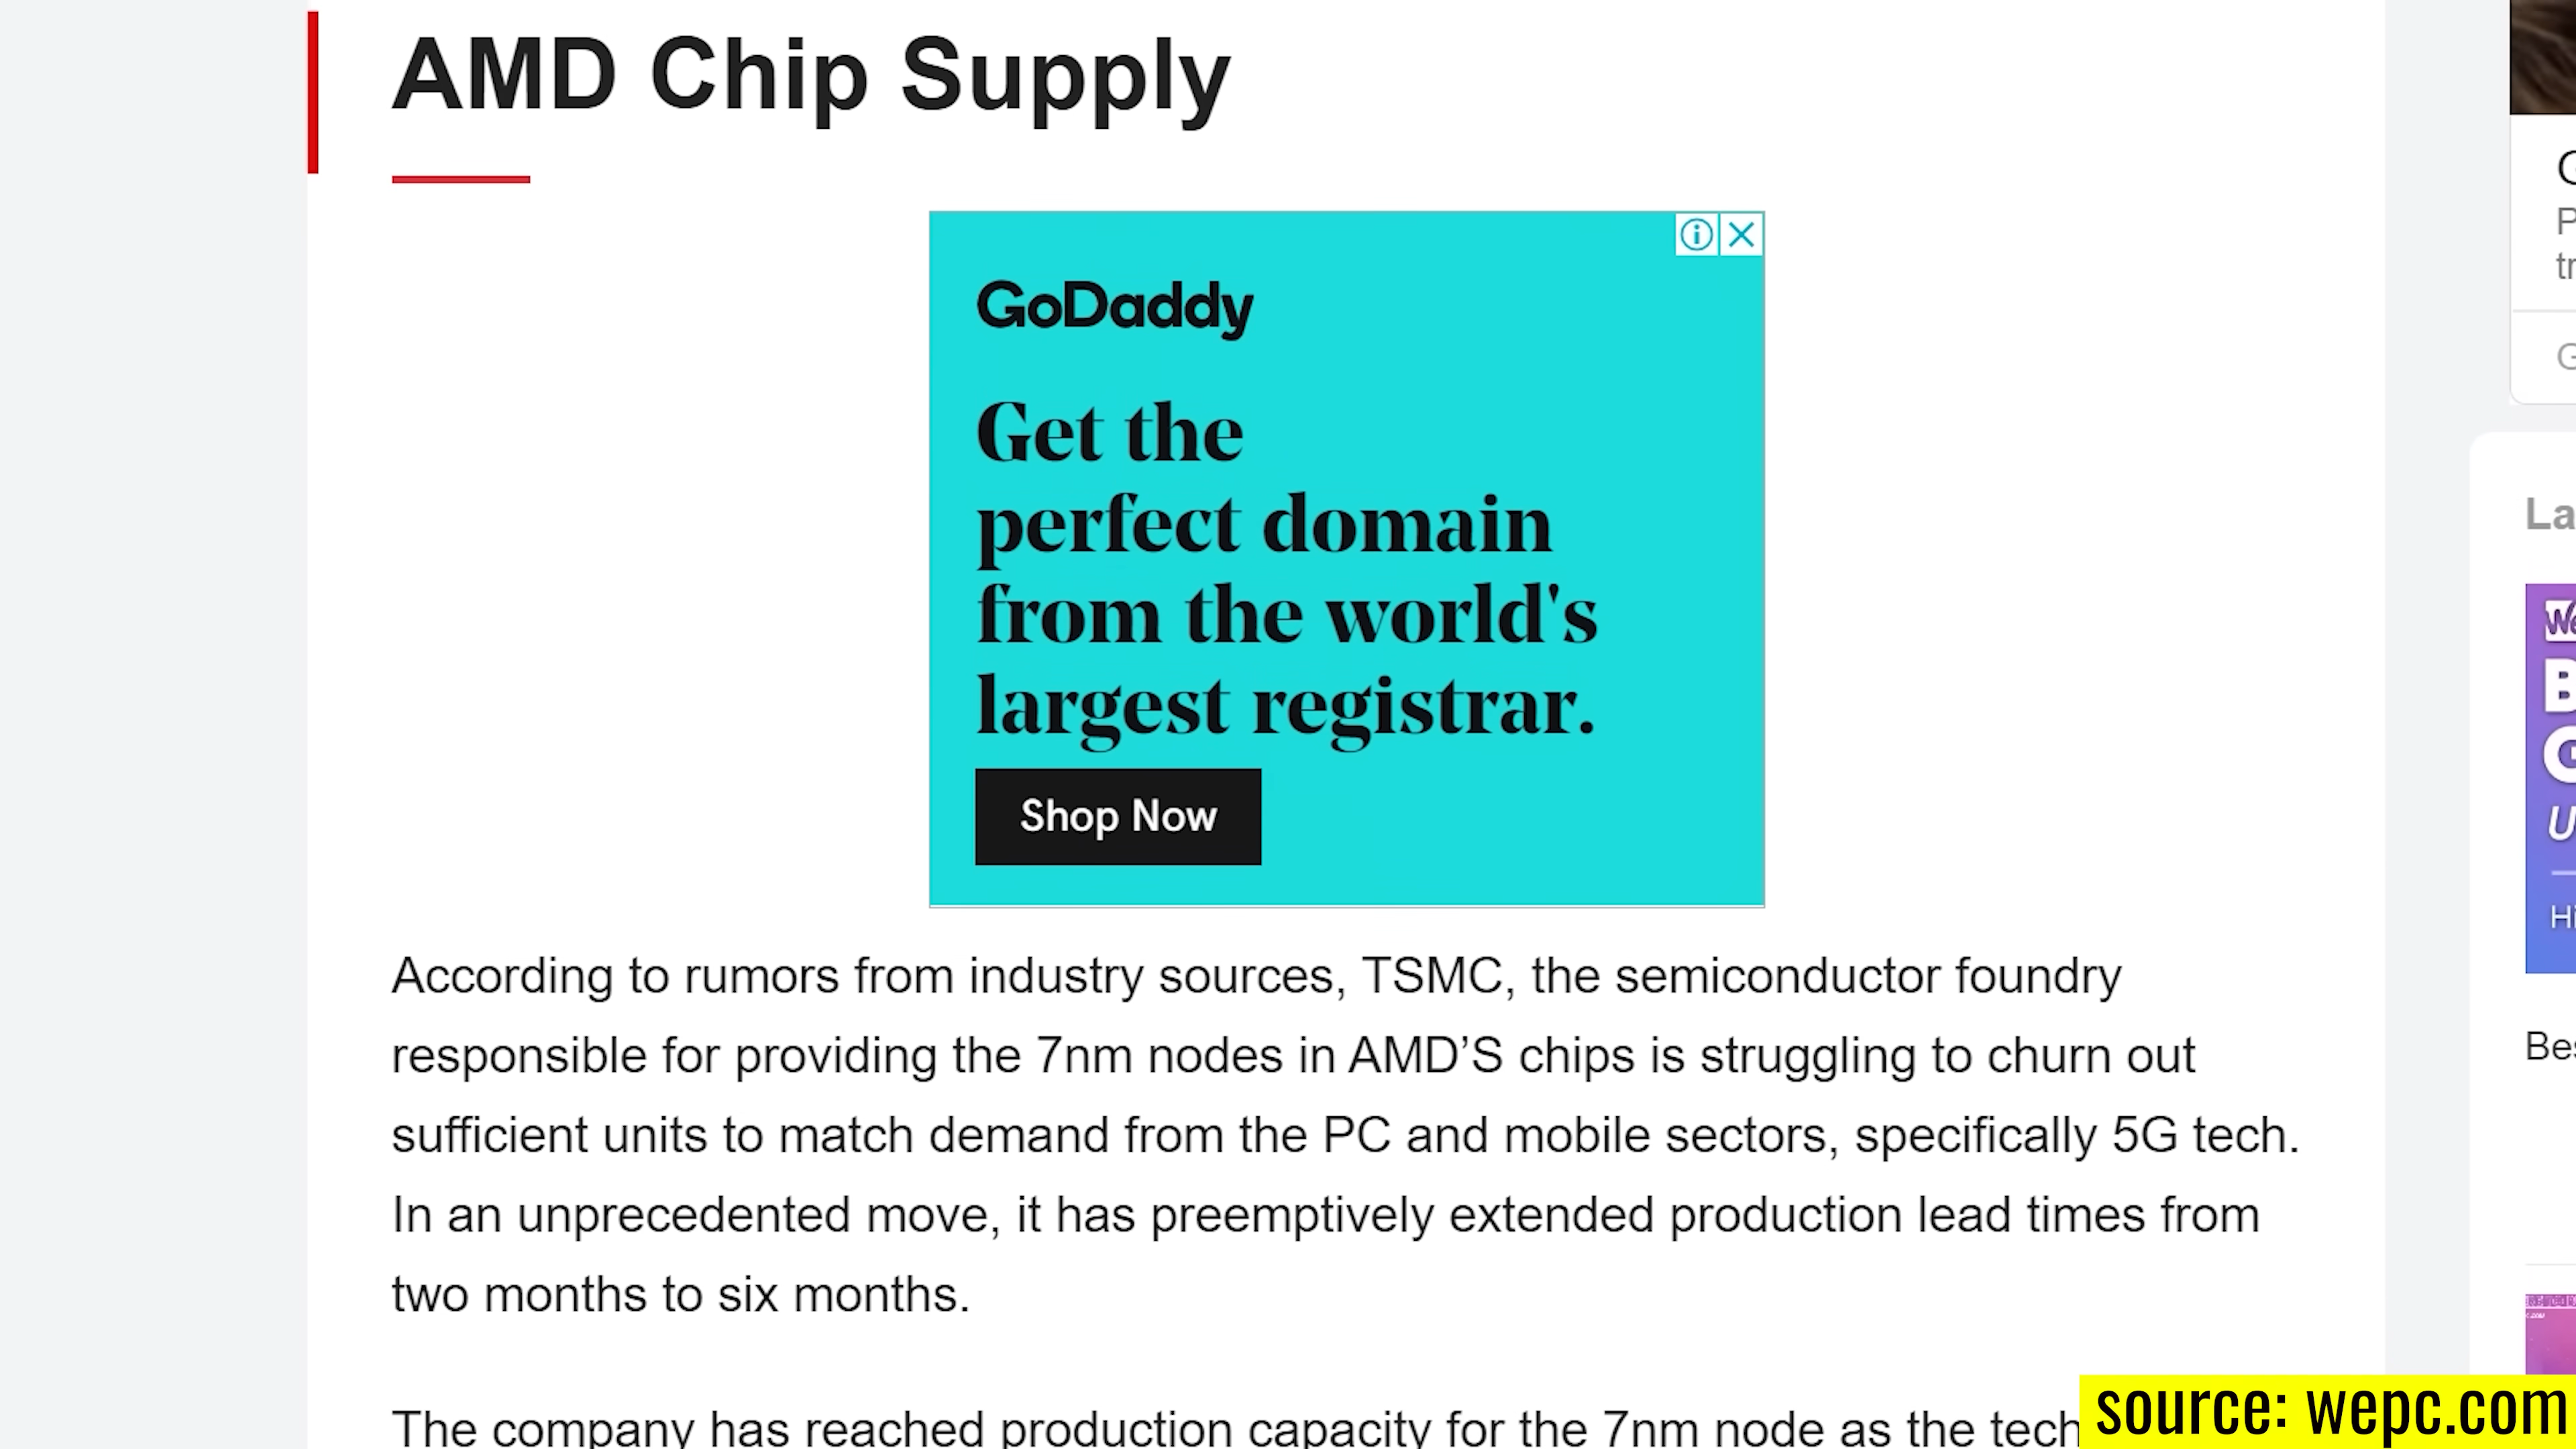 AMD Chip Supply
GoDaddy
Get the
perfect domain
from the world's
largest registrar.
Shop Now
According to rumors from industry sources, TSMC, the semiconductor foundry
responsible for providing the 7nm nodes in AMD’S chips is struggling to churn out
sufficient units to match demand from the PC and mobile sectors, specifically 5G tech.
In an unprecedented move, it has preemptively extended production lead times from
two months to six months.
The company has reached production capacity for the 7nm node as the tech
source: wepc.com